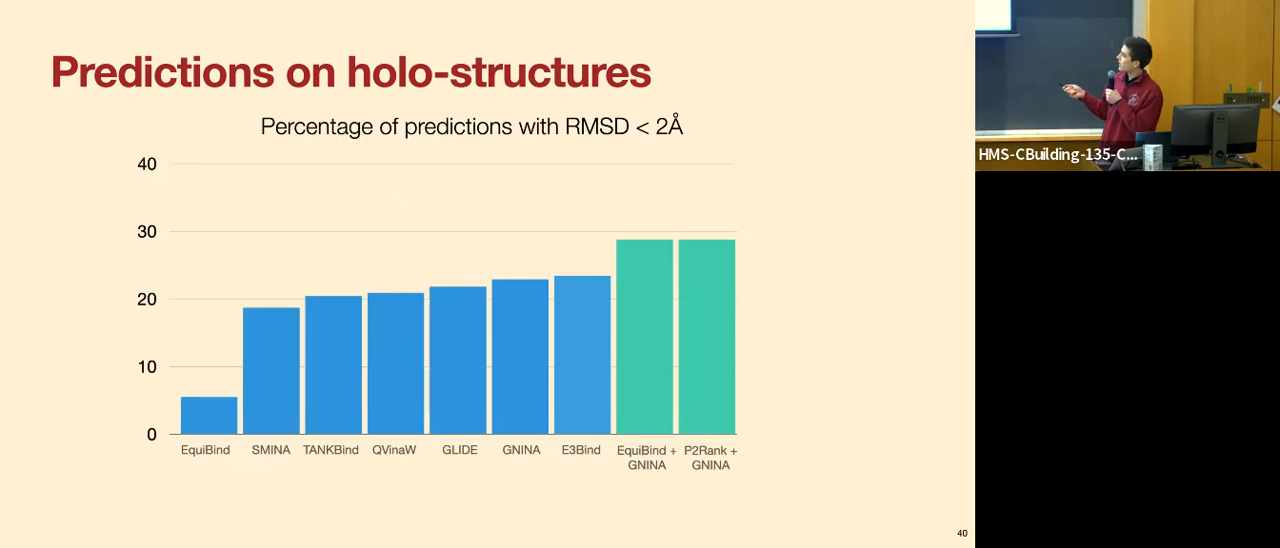 Predictions on holo-structures
Percentage of predictions with RMSD < 2Å
40
30
20
10
0
EquiBind SMINA TANKBind QVinaW GLIDE GNINA E3Bind EquiBind + P2Rank +
GNINA GNINA
40
HMS-CBuilding-135-C...